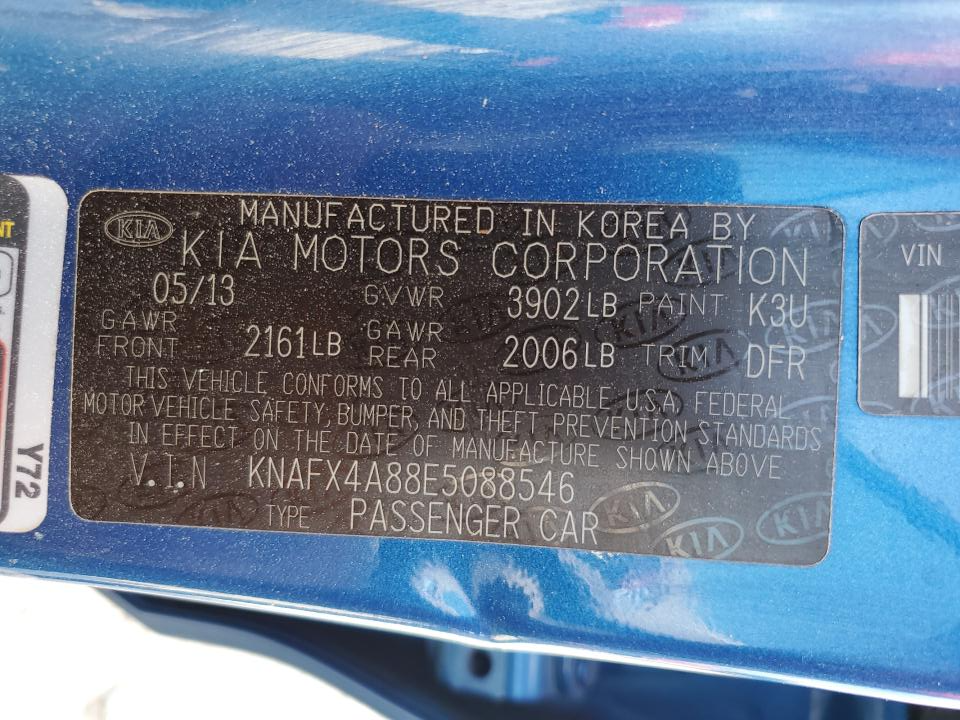 KIA MANUFACTURED IN KOREA BY
KIA MOTORS CORPORATION
05/13 GVWR 3902LB PAINT K3U
GAWR FRONT 2161LB GAWR REAR 2006LB TRIM DFR
THIS VEHICLE CONFORMS TO ALL APPLICABLE U.S.A. FEDERAL
MOTOR VEHICLE SAFETY, BUMPER, AND THEFT PREVENTION STANDARDS
IN EFFECT ON THE DATE OF MANUFACTURE SHOWN ABOVE
V.I.N KNAFX4A88E5088546
TYPE PASSENGER CAR
Y72
VIN